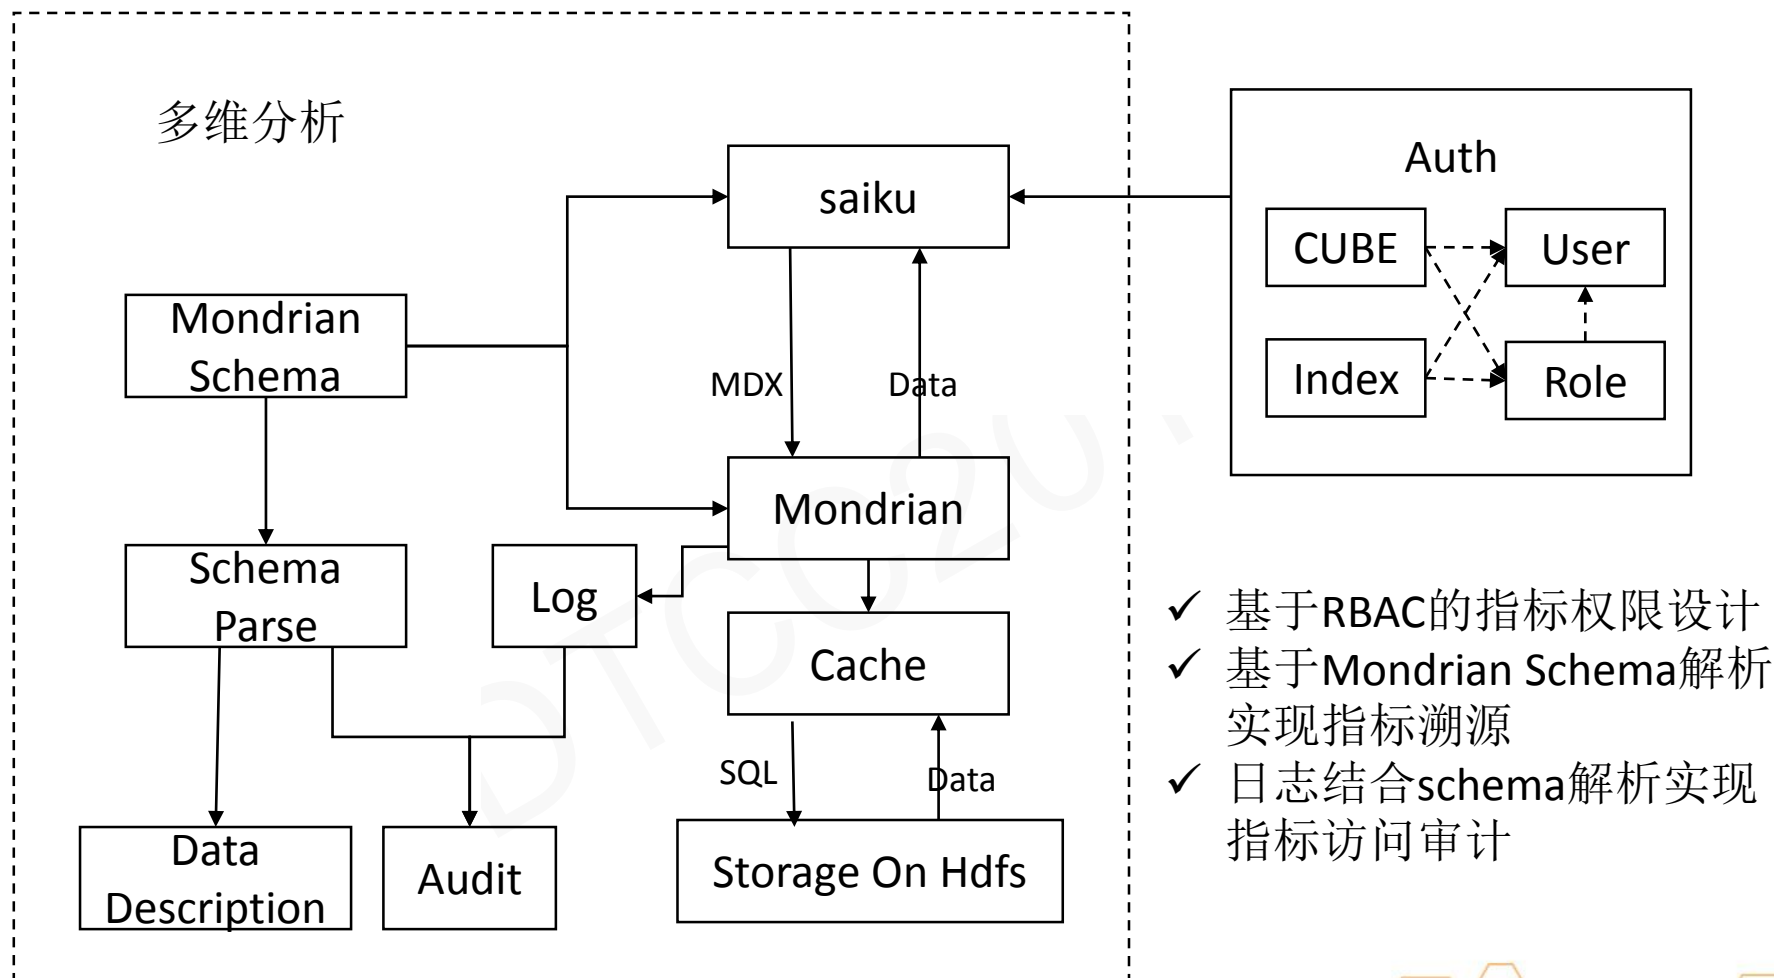 多维分析
saiku
Mondrian
Schema
MDX
Data
Mondrian
Schema
Parse
Log
Cache
SQL
Data
Data
Description
Audit
Storage On Hdfs
Auth
CUBE
User
Index
Role
✓ 基于RBAC的指标权限设计
✓ 基于Mondrian Schema解析
实现指标溯源
✓ 日志结合schema解析实现
指标访问审计